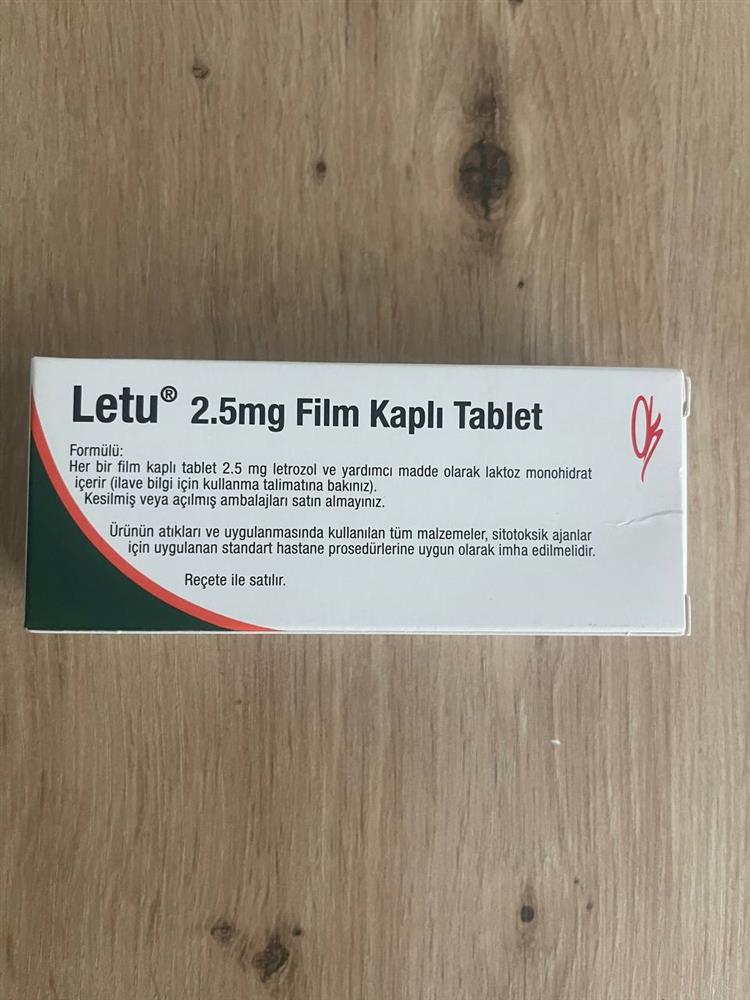 Letu® 2.5mg Film Kaplı Tablet
Formülü:
Her bir film kaplı tablet 2.5 mg letrozol ve yardımcı madde olarak laktoz monohidrat
içerir (ilave bilgi için kullanma talimatına bakınız).
Kesilmiş veya açılmış ambalajları satın almayınız.
Ürünün atıkları ve uygulanmasında kullanılan tüm malzemeler, sitotoksik ajanlar
için uygulanan standart hastane prosedürlerine uygun olarak imha edilmelidir.
Reçete ile satılır.